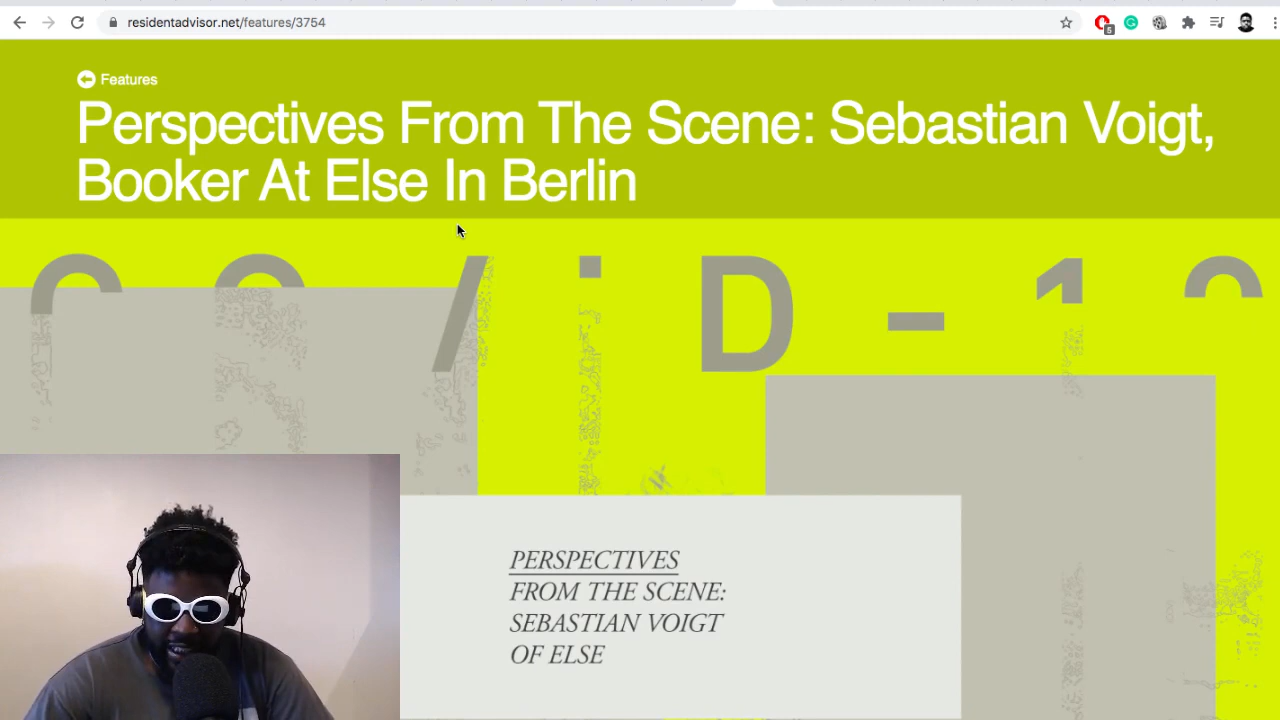 residentadvisor.net/features/3754
5
Features
Perspectives From The Scene: Sebastian Voigt,
Booker At Else In Berlin
PERSPECTIVES
FROM THE SCENE:
SEBASTIAN VOIGT
OF ELSE